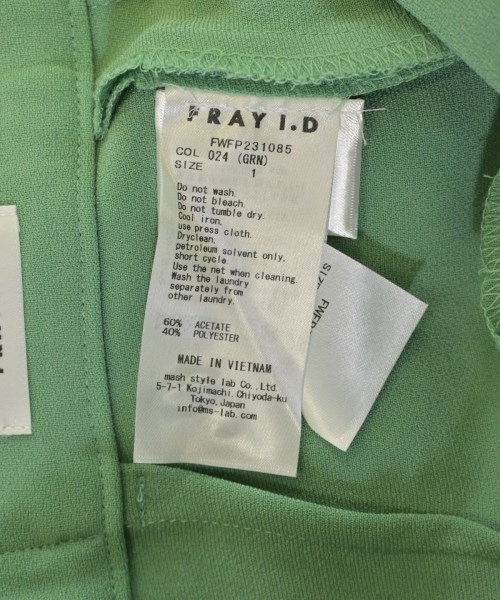 FRAY I.D
FWFP231085
COL 024 (GRN)
SIZE 1
Do not wash.
Do not bleach.
Do not tumble dry.
Cool iron.
use press cloth.
Dryclean,
petroleum solvent only,
short cycle.
Use the net when cleaning.
Wash the laundry
separately from
other laundry.
60% ACETATE
40% POLYESTER
MADE IN VIETNAM
mash style lab Co.,Ltd.
5-7-1 Kojimachi,Chiyoda-ku
Tokyo,Japan
info@ms-lab.com